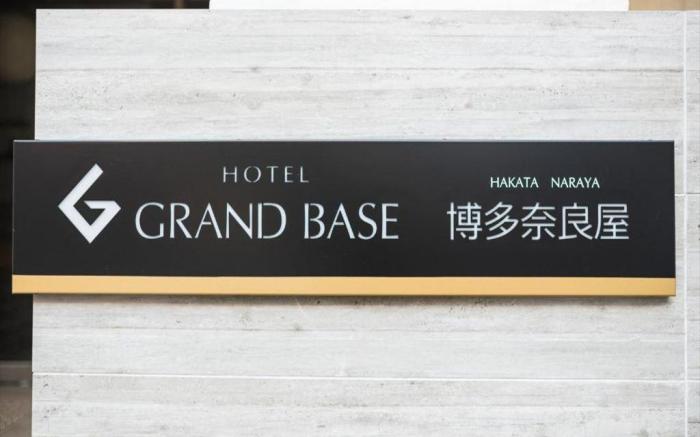 HOTEL
GRAND BASE
HAKATA NARAYA
博多奈良屋